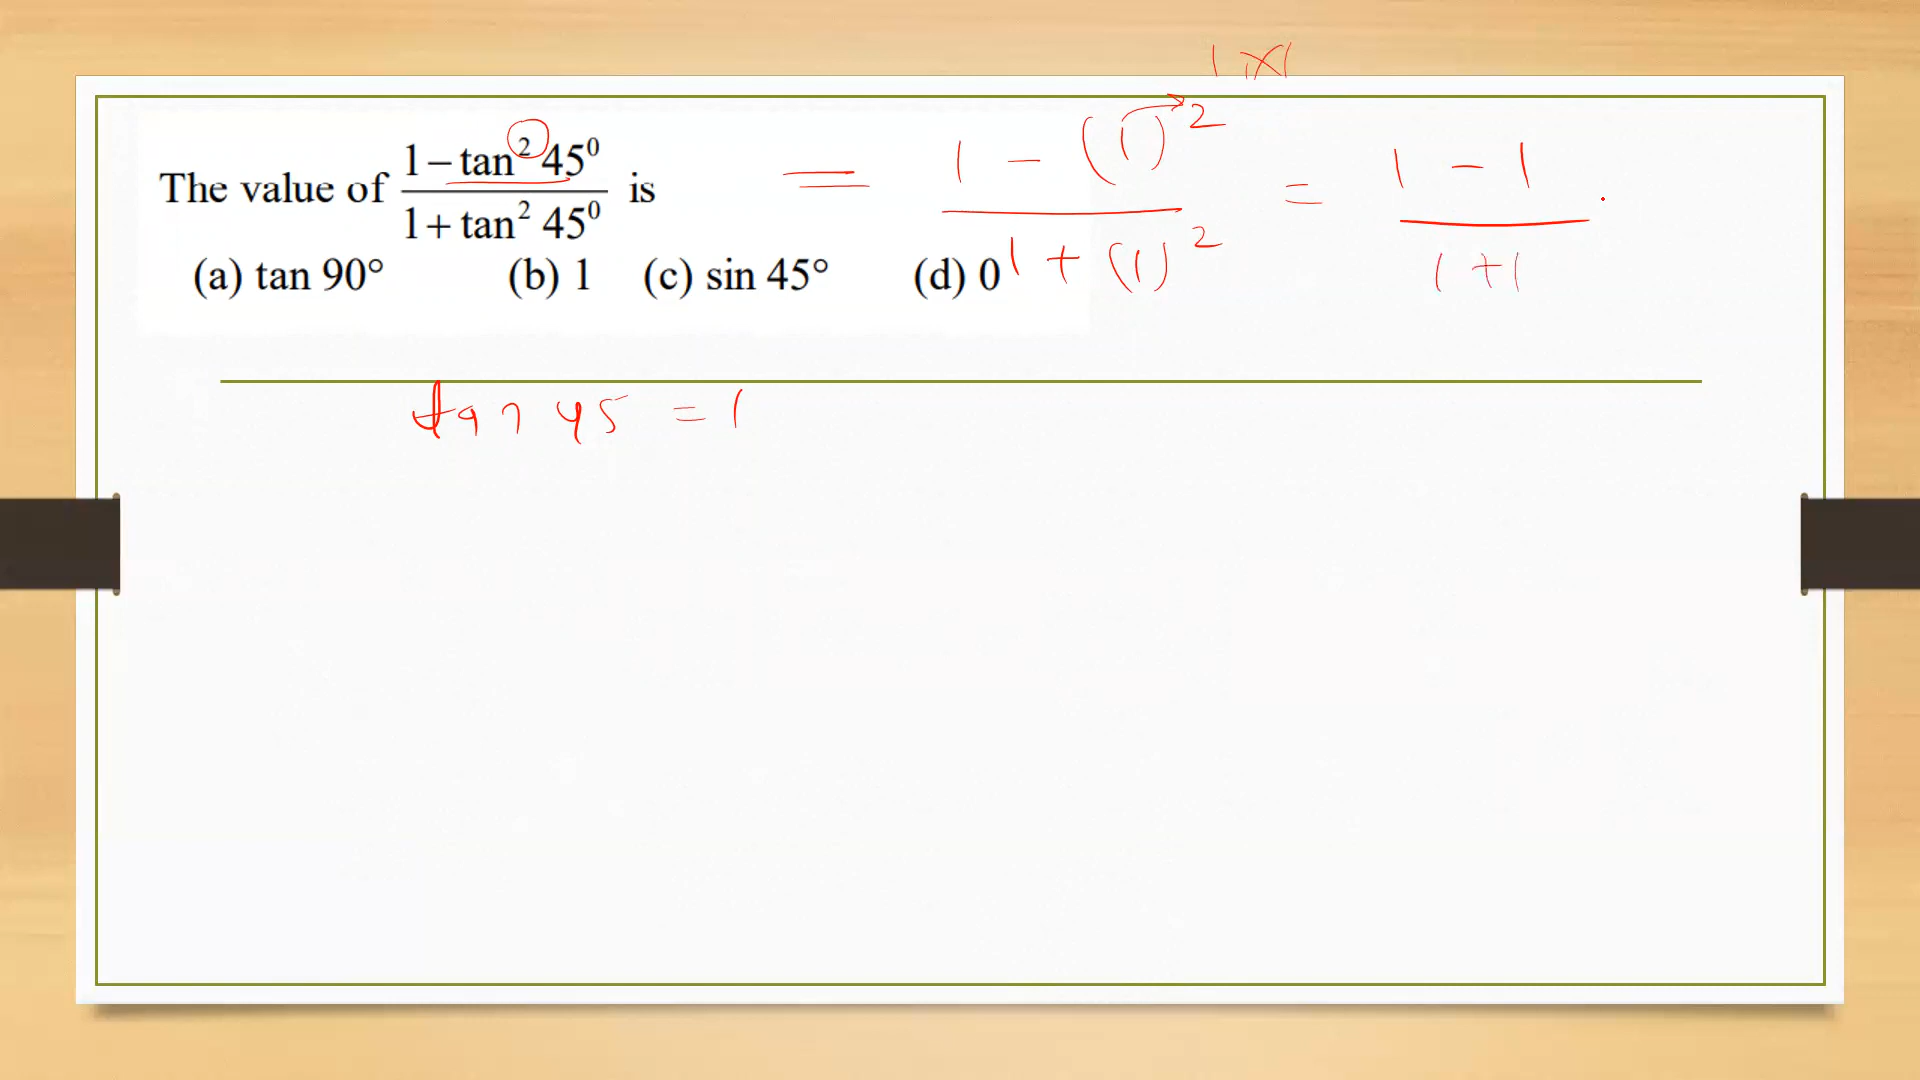 1 1×1
The value of (1 − tan² 45⁰)/(1 + tan² 45⁰) is = (1 − (1)²)/(1 + (1)²) = (1 − 1)/(1 + 1)
(a) tan 90° (b) 1 (c) sin 45° (d) 0
tan 45 = 1